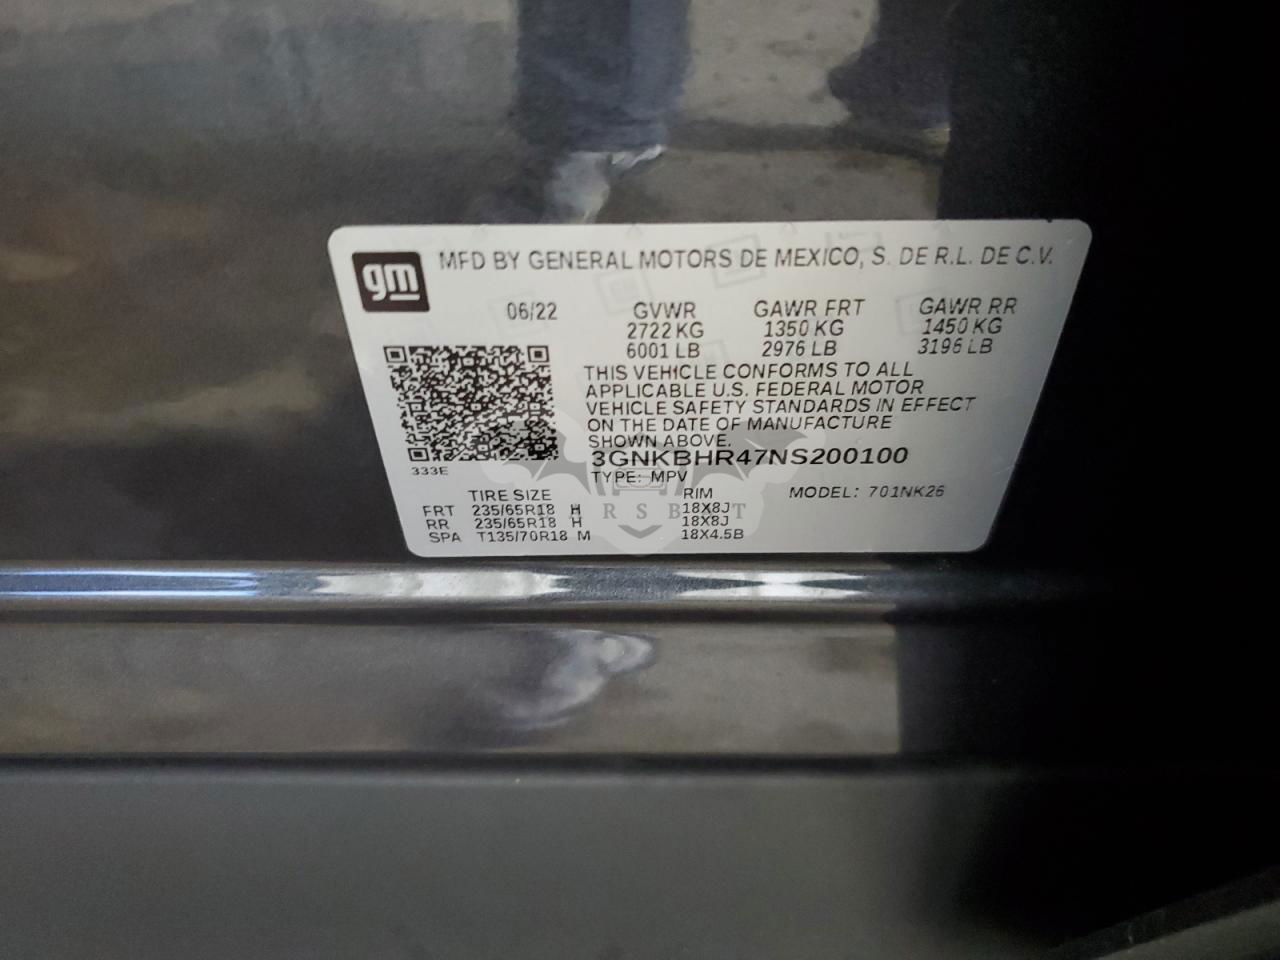 gm
MFD BY GENERAL MOTORS DE MEXICO, S. DE R.L. DE C.V.
06/22 GVWR GAWR FRT GAWR RR
2722 KG 1350 KG 1450 KG
6001 LB 2976 LB 3196 LB
THIS VEHICLE CONFORMS TO ALL
APPLICABLE U.S. FEDERAL MOTOR
VEHICLE SAFETY STANDARDS IN EFFECT
ON THE DATE OF MANUFACTURE
SHOWN ABOVE.
3GNKBHR47NS200100
333E
TYPE: MPV
TIRE SIZE RIM MODEL: 701NK26
FRT 235/65R18 H 18X8J
RR 235/65R18 H 18X8J
SPA T135/70R18 M 18X4.5B